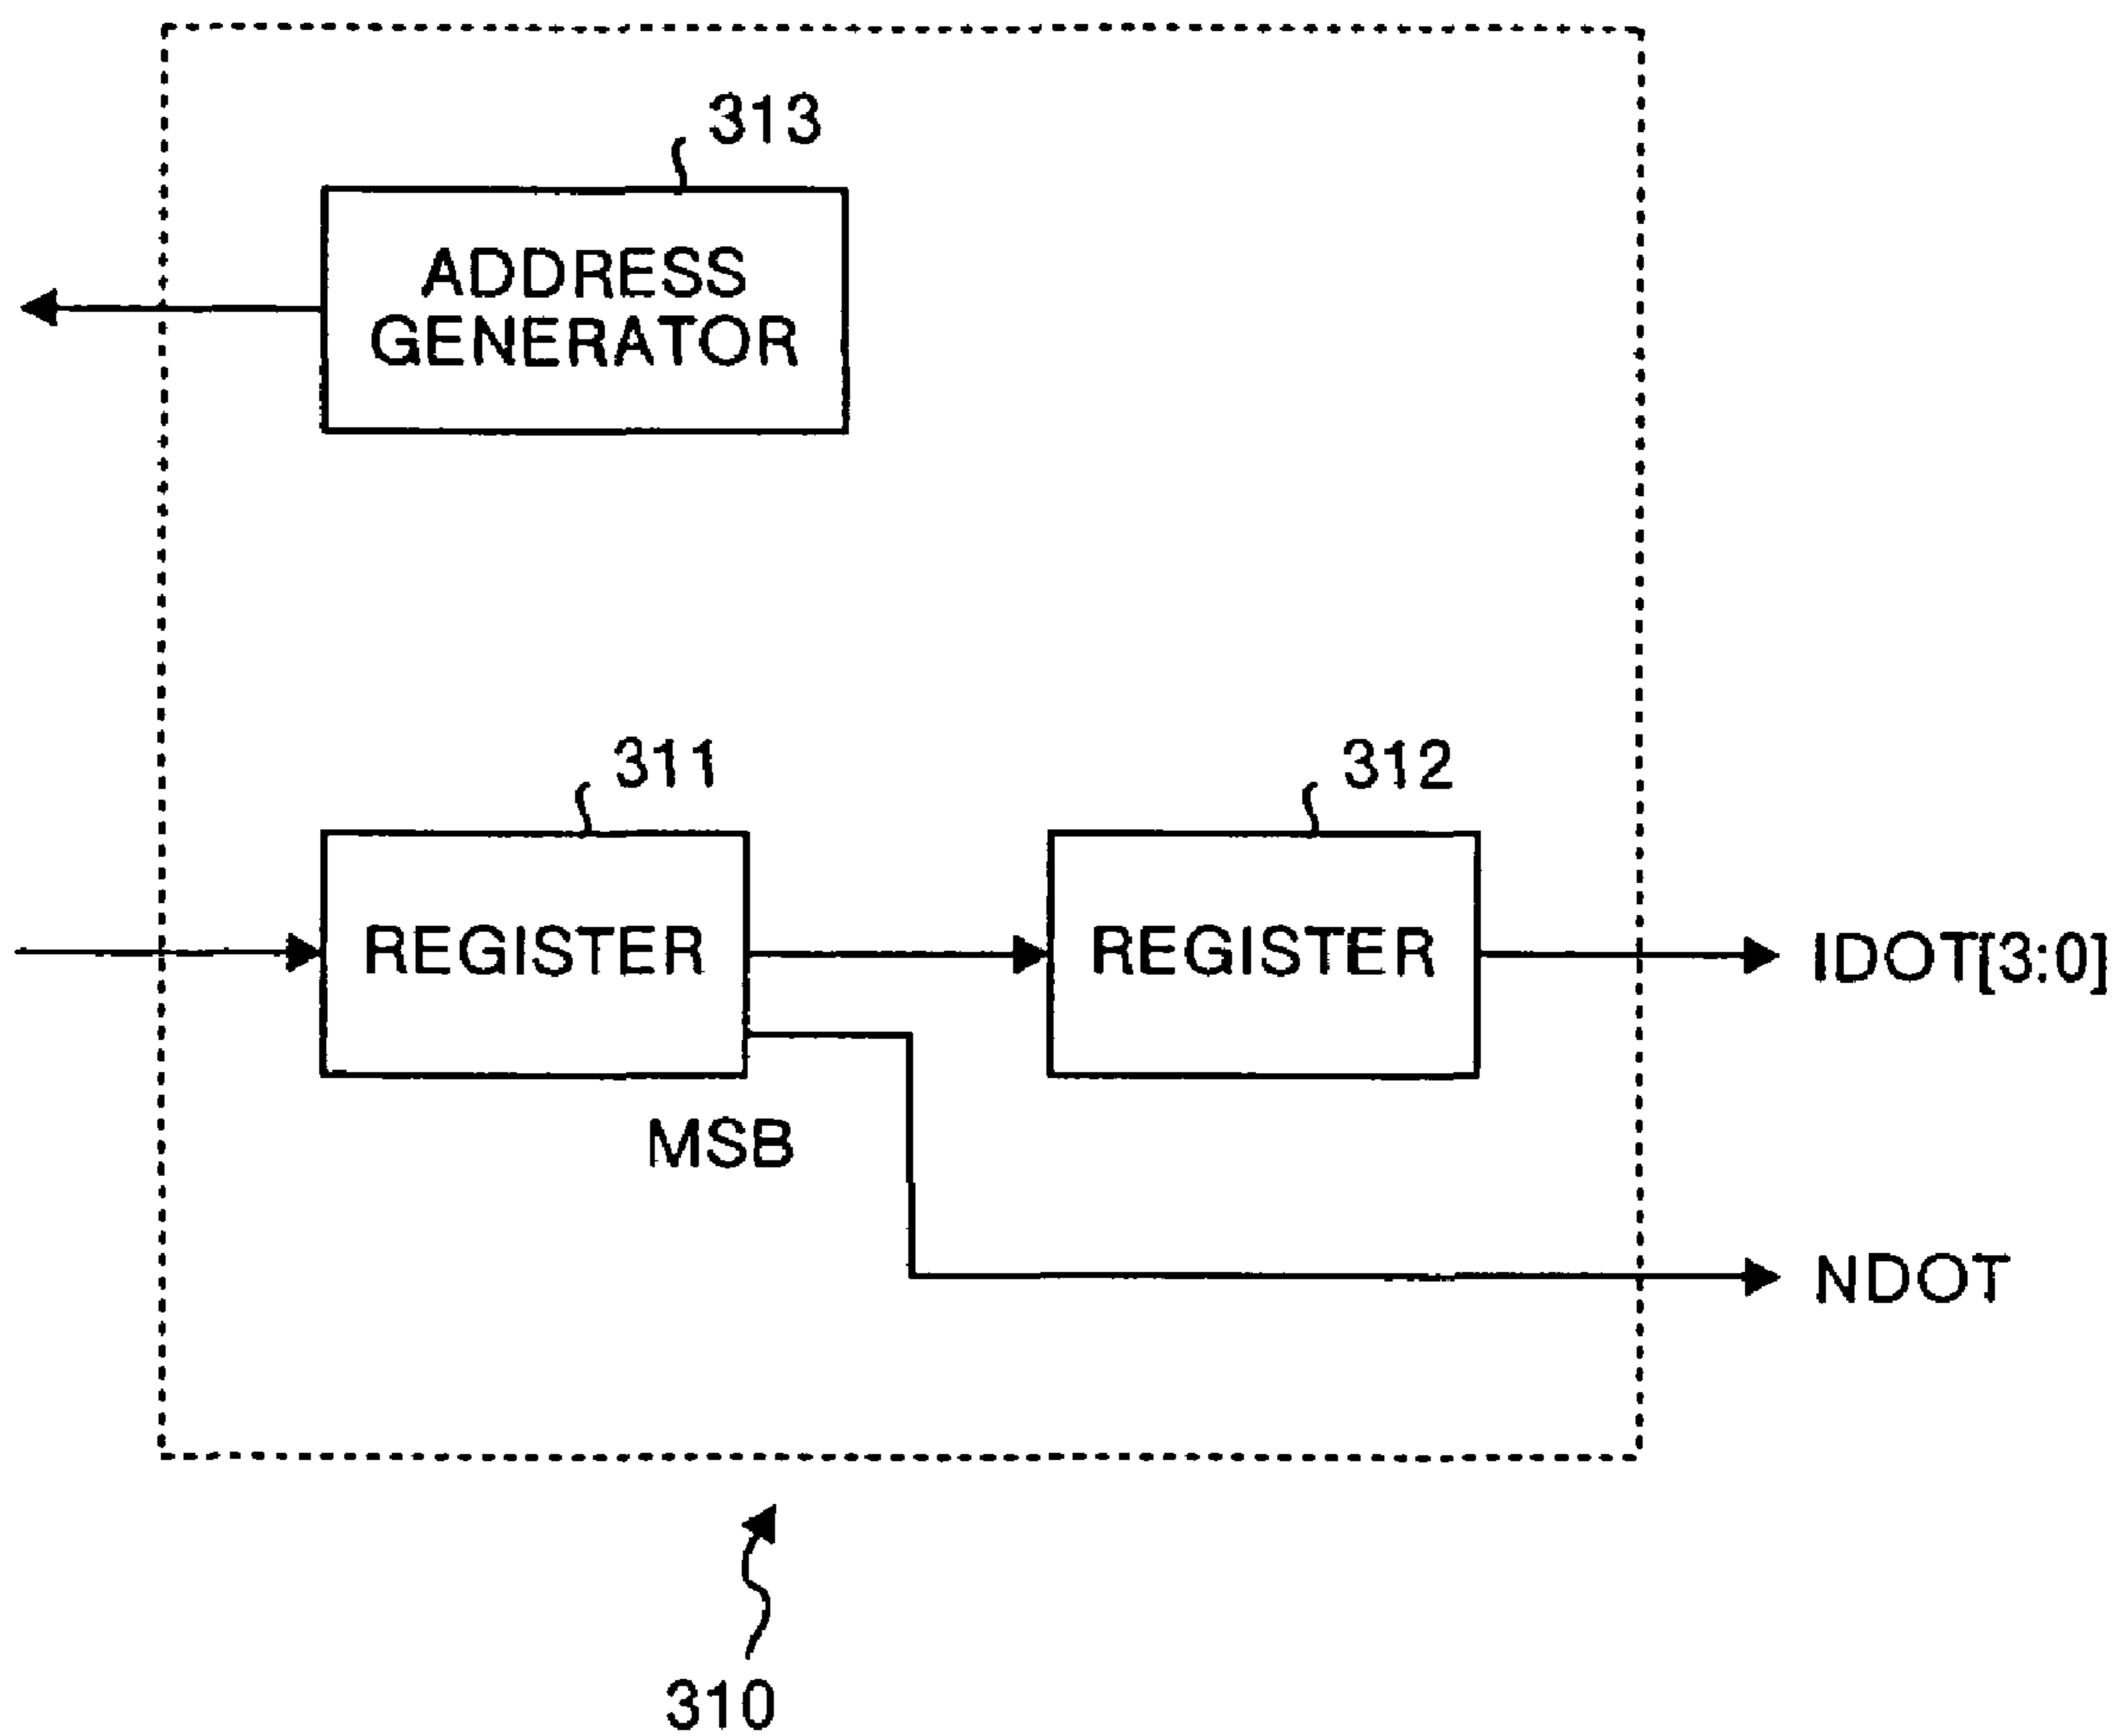 313
ADDRESS
GENERATOR
311
312
REGISTER
REGISTER
IDOT[3:0]
MSB
NDOT
310